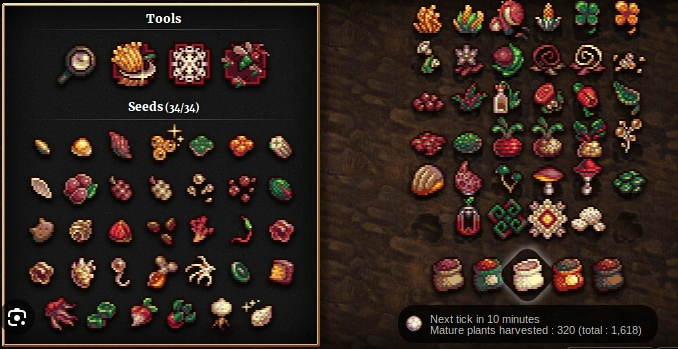 Tools
Seeds (34/34)
Next tick in 10 minutes
Mature plants harvested : 320 (total : 1,618)